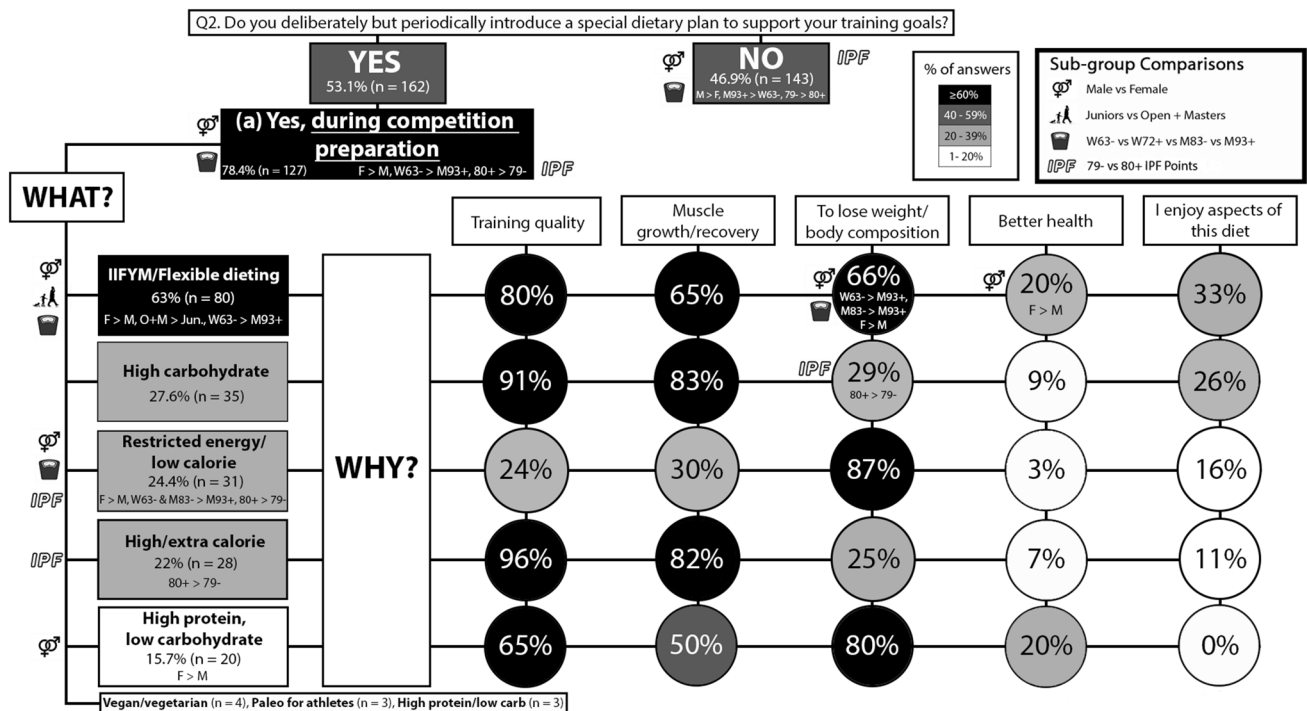 Q2. Do you deliberately but periodically introduce a special dietary plan to support your training goals?
YES
53.1% (n = 162)
NO
46.9% (n = 143)
M > F, M93+ > W63-, 79- > 80+
IPF
% of answers
≥60%
40 - 59%
20 - 39%
1- 20%
Sub-group Comparisons
Male vs Female
Juniors vs Open + Masters
W63- vs W72+ vs M83- vs M93+
IPF 79- vs 80+ IPF Points
(a) Yes, during competition
preparation
78.4% (n = 127) F > M, W63- > M93+, 80+ > 79-
IPF
WHAT?
WHY?
Training quality
Muscle
growth/recovery
To lose weight/
body composition
Better health
I enjoy aspects of
this diet
IIFYM/Flexible dieting
63% (n = 80)
F > M, O+M > Jun., W63- > M93+
80%
65%
66%
W63- > M93+,
M83- > M93+
F > M
20%
F > M
33%
High carbohydrate
27.6% (n = 35)
91%
83%
IPF
29%
80+ > 79-
9%
26%
Restricted energy/
low calorie
24.4% (n = 31)
F > M, W63- & M83- > M93+, 80+ > 79-
IPF
24%
30%
87%
3%
16%
IPF
High/extra calorie
22% (n = 28)
80+ > 79-
96%
82%
25%
7%
11%
High protein,
low carbohydrate
15.7% (n = 20)
F > M
65%
50%
80%
20%
0%
Vegan/vegetarian (n = 4), Paleo for athletes (n = 3), High protein/low carb (n = 3)